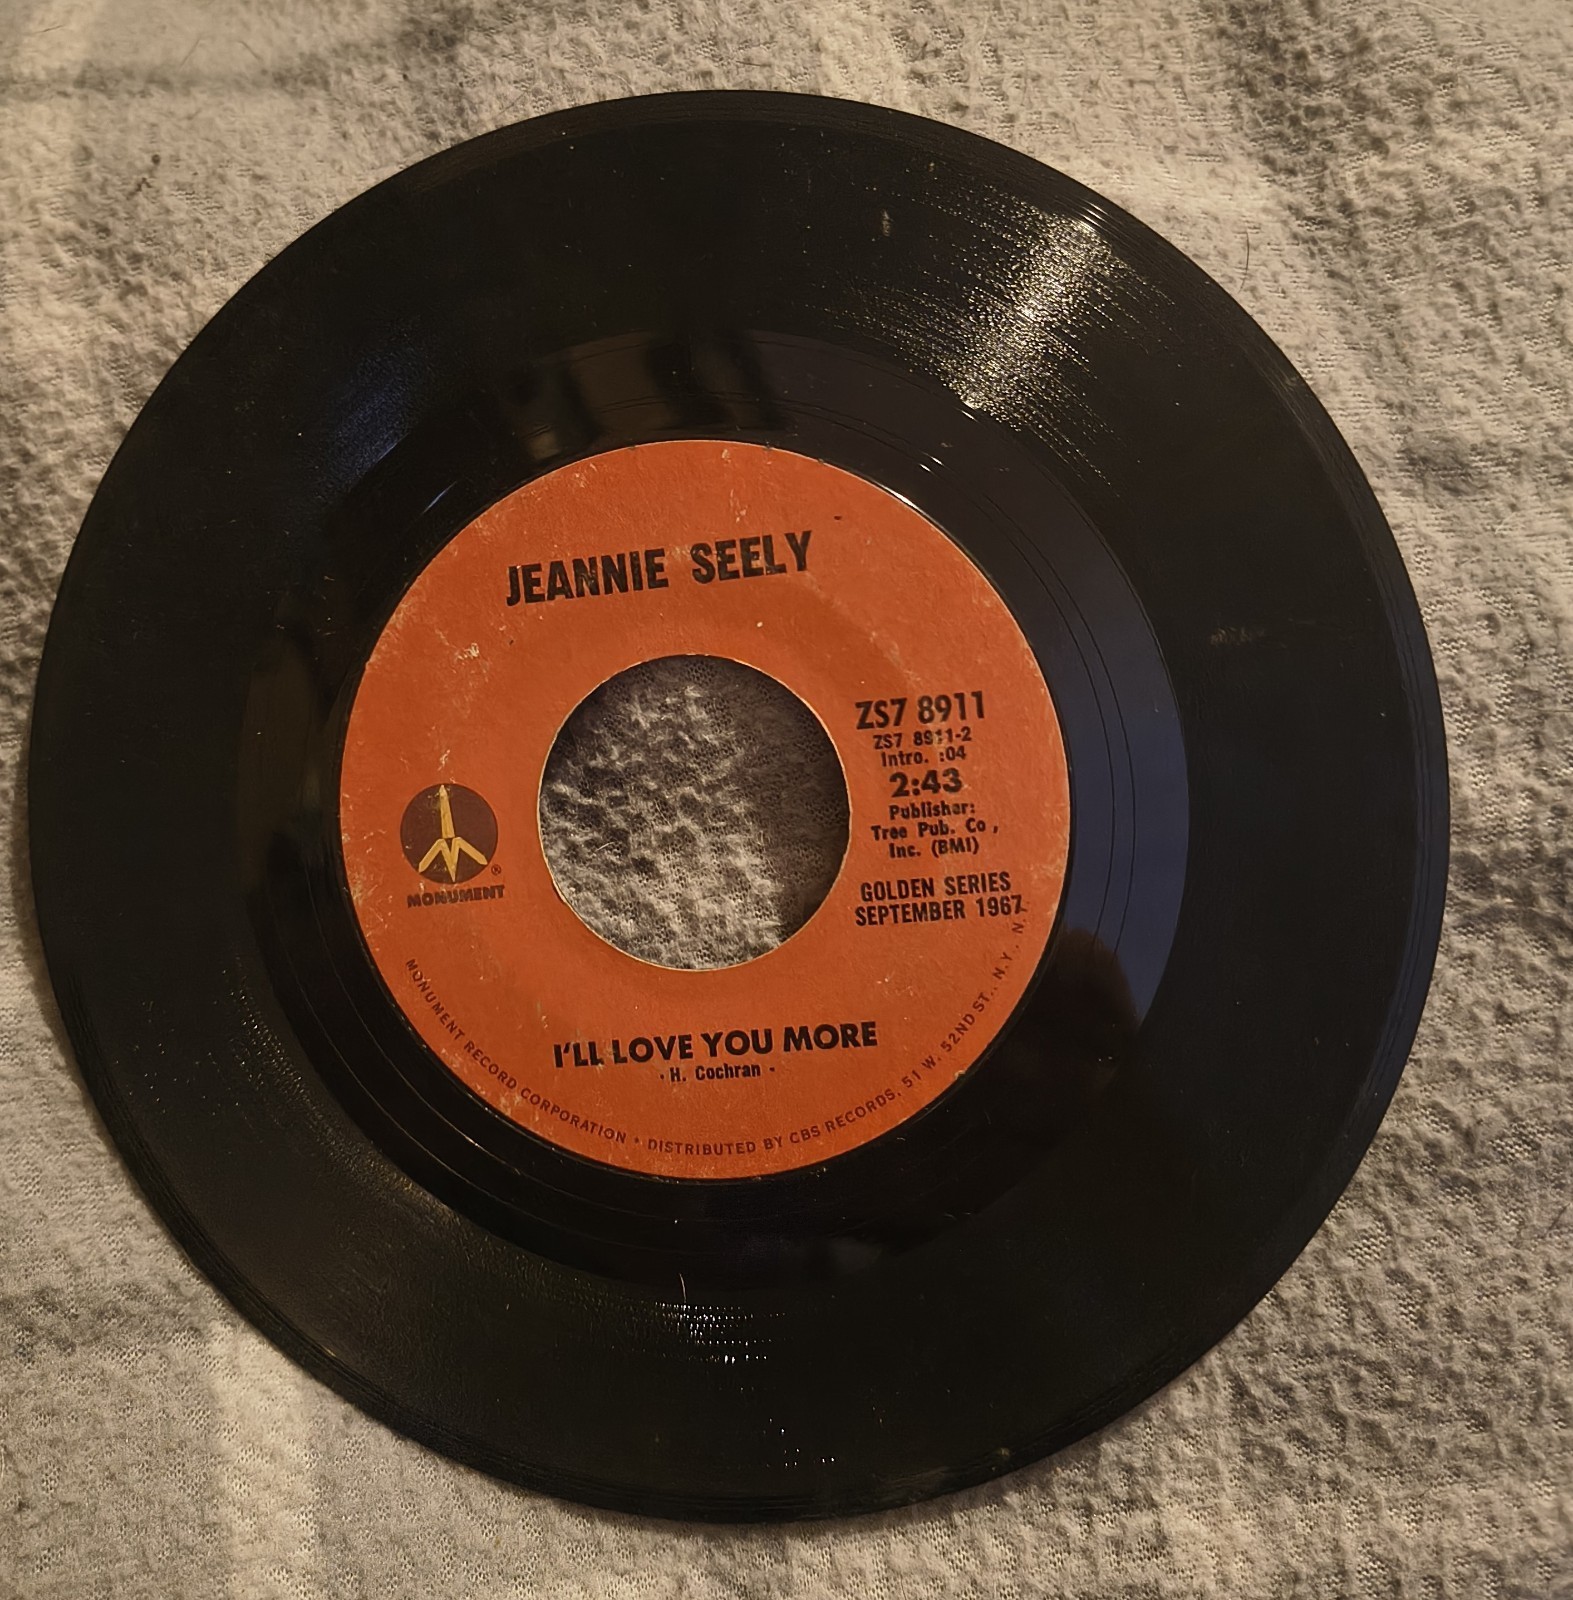 JEANNIE SEELY
ZS7 8911
ZS7 8911-2
Intro. :04
2:43
Publisher:
Tree Pub. Co.,
Inc. (BMI)
GOLDEN SERIES
SEPTEMBER 1967
®
MONUMENT
I'LL LOVE YOU MORE
- H. Cochran -
MONUMENT RECORD CORPORATION • DISTRIBUTED BY CBS RECORDS, 51 W. 52ND ST., N.Y., N.